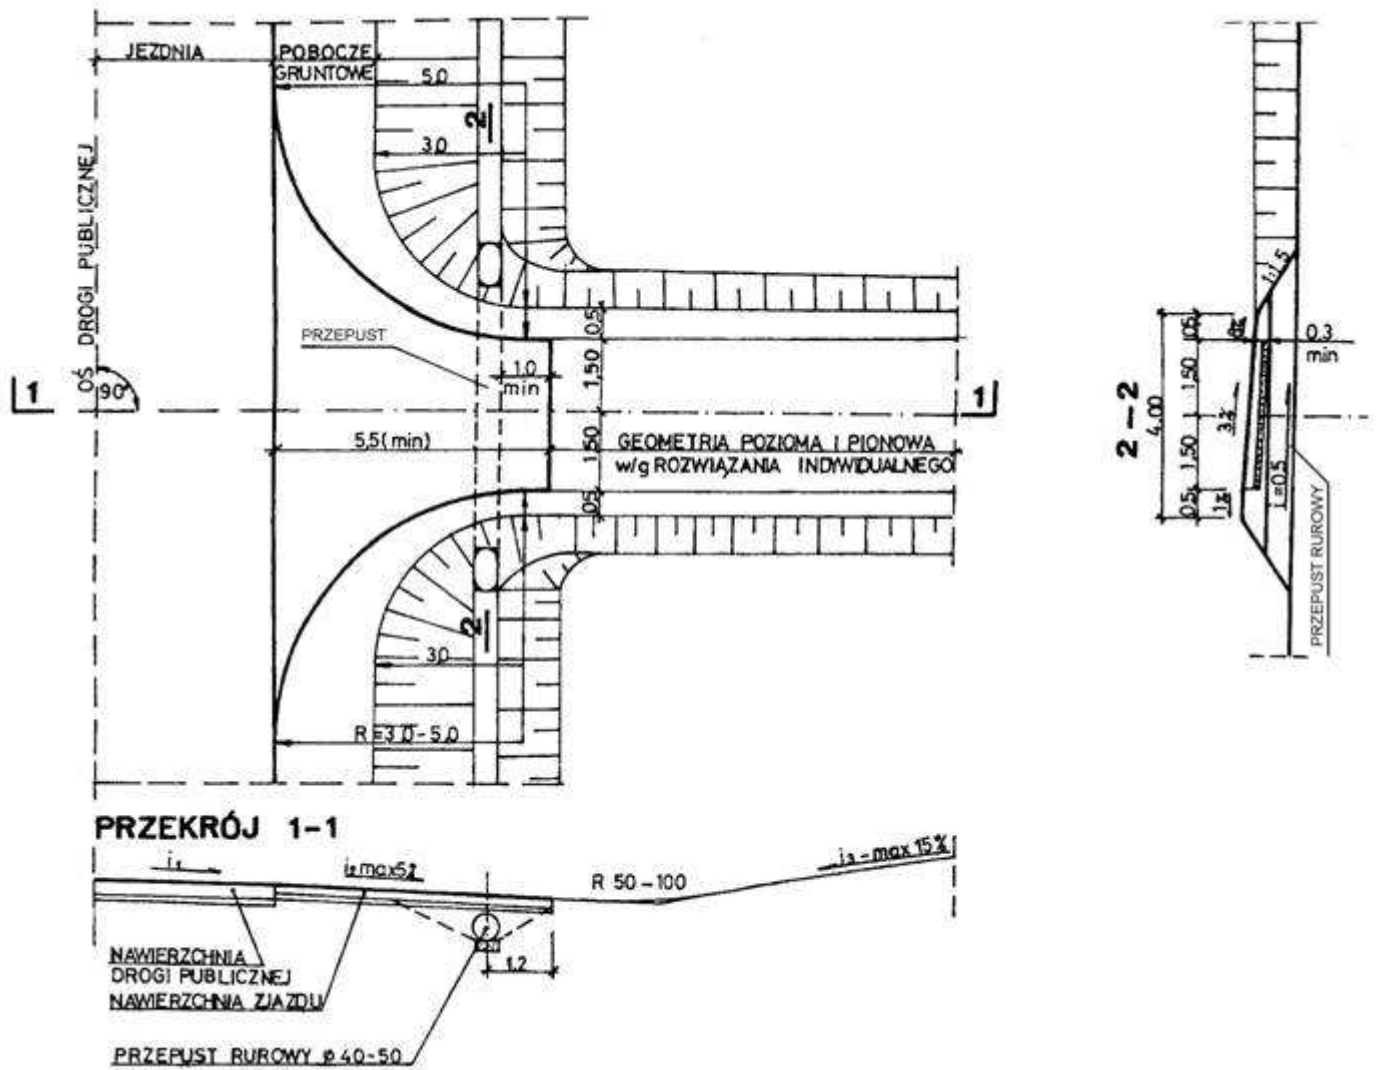 JEZDNIA
POBOCZE
GRUNTOWE
5,0
2
3,0
OŚ DROGI PUBLICZNEJ
PRZEPUST
0,5
1,0
min
1,50
1
90°
1
5,5(min)
1,50
GEOMETRIA POZIOMA I PIONOWA
w/g ROZWIĄZANIA INDYWIDUALNEGO
0,5
2
3,0
R=3,0-5,0
1:1,5
0,5
0,3
min
1,50
2-2
4,00
3%
1,50
i=0,5
0,5
1%
PRZEPUST RUROWY
PRZEKRÓJ 1-1
i₁
i₂ max5%
R 50-100
i₃-max 15%
NAWIERZCHNIA
DROGI PUBLICZNEJ
1,2
NAWIERZCHNIA ZJAZDU
PRZEPUST RUROWY ø 40-50